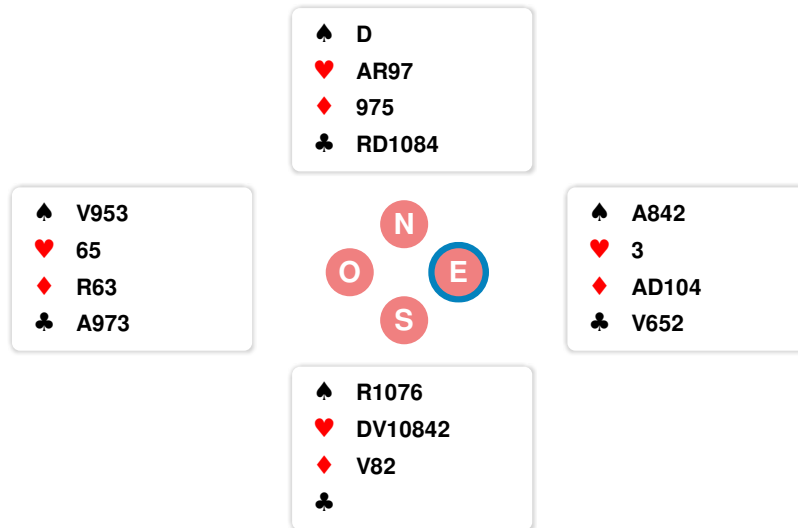 ♠ D
♥ AR97
♦ 975
♣ RD1084
♠ V953
♥ 65
♦ R63
♣ A973
N
O
E
S
♠ A842
♥ 3
♦ AD104
♣ V652
♠ R1076
♥ DV10842
♦ V82
♣